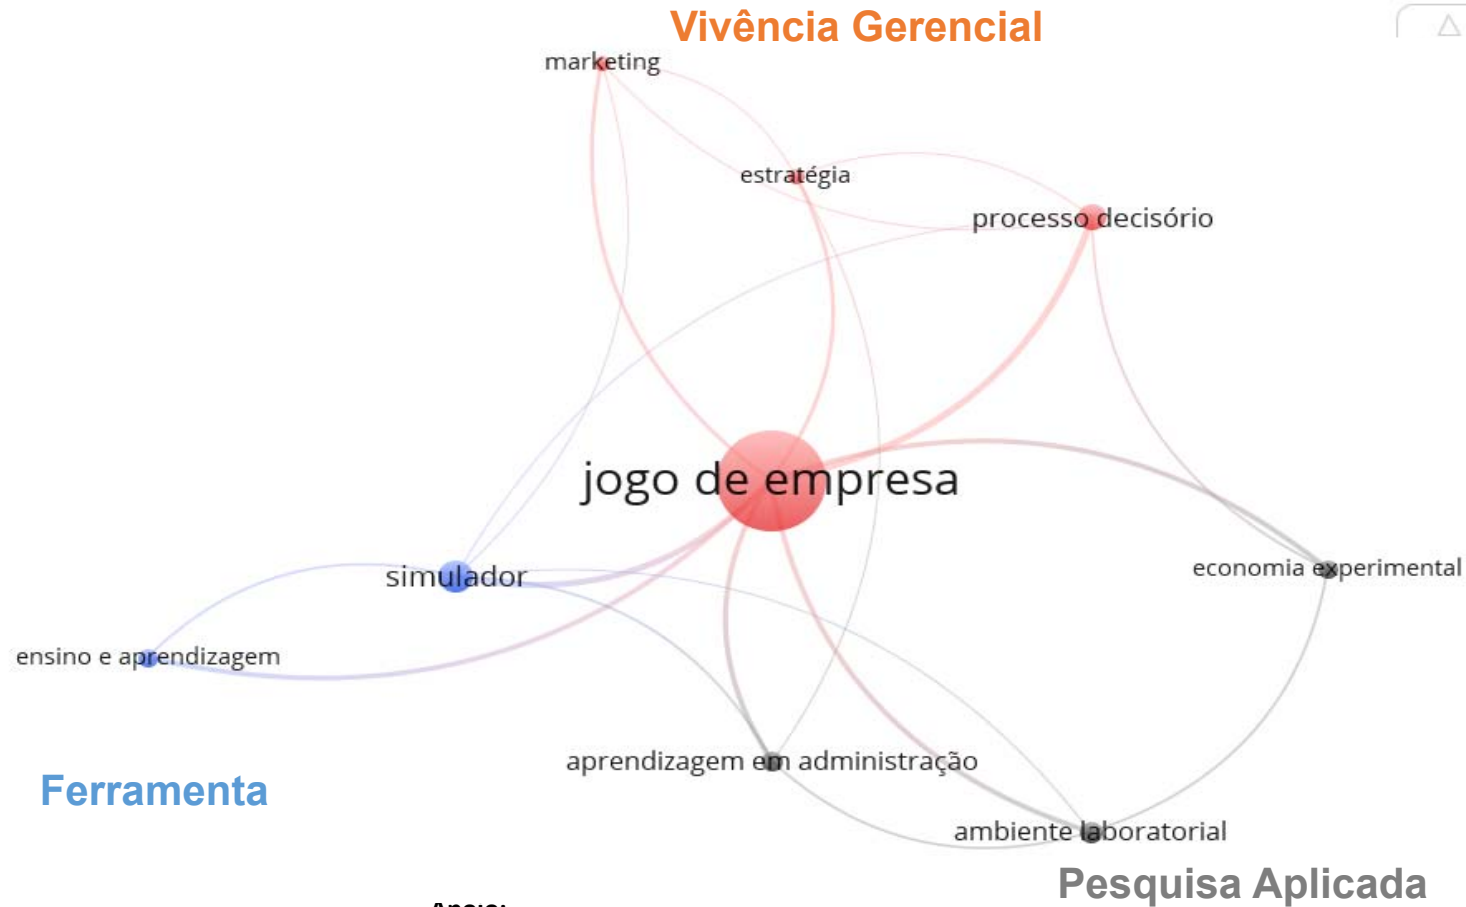 Vivência Gerencial
marketing
estratégia
processo decisório
jogo de empresa
economia experimental
simulador
ensino e aprendizagem
aprendizagem em administração
Ferramenta
ambiente laboratorial
Pesquisa Aplicada